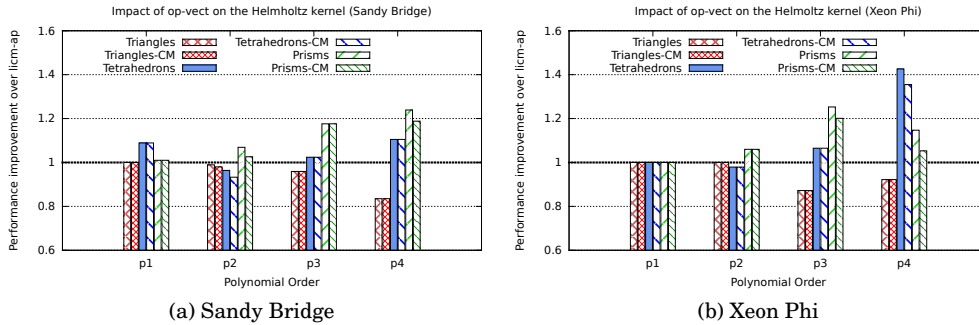 Impact of op-vect on the Helmholtz kernel (Sandy Bridge)
Performance improvement over licm-ap
1.6
1.4
1.2
1
0.8
0.6
Triangles
Triangles-CM
Tetrahedrons
Tetrahedrons-CM
Prisms
Prisms-CM
p1 p2 p3 p4
Polynomial Order
(a) Sandy Bridge
Impact of op-vect on the Helmoltz kernel (Xeon Phi)
Performance improvement over licm-ap
1.6
1.4
1.2
1
0.8
0.6
Triangles
Triangles-CM
Tetrahedrons
Tetrahedrons-CM
Prisms
Prisms-CM
p1 p2 p3 p4
Polynomial Order
(b) Xeon Phi